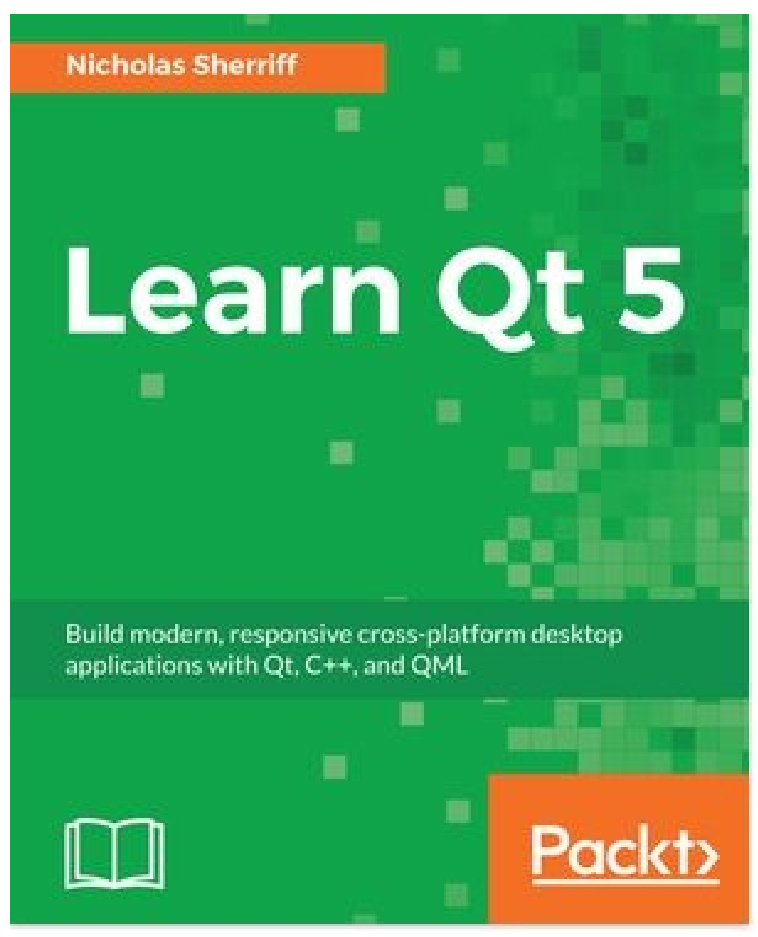 Nicholas Sherriff
Learn Qt 5
Build modern, responsive cross-platform desktop
applications with Qt, C++, and QML
Packt>